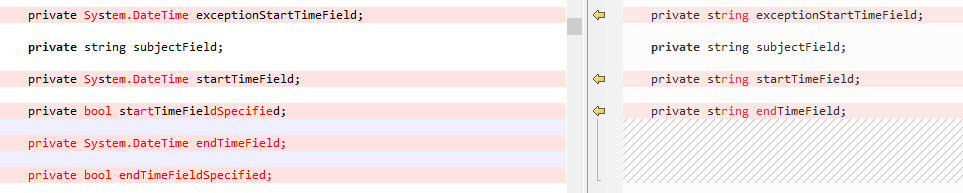 private System.DateTime exceptionStartTimeField;
private string subjectField;
private System.DateTime startTimeField;
private bool startTimeFieldSpecified;
private System.DateTime endTimeField;
private bool endTimeFieldSpecified;
private string exceptionStartTimeField;
private string subjectField;
private string startTimeField;
private string endTimeField;